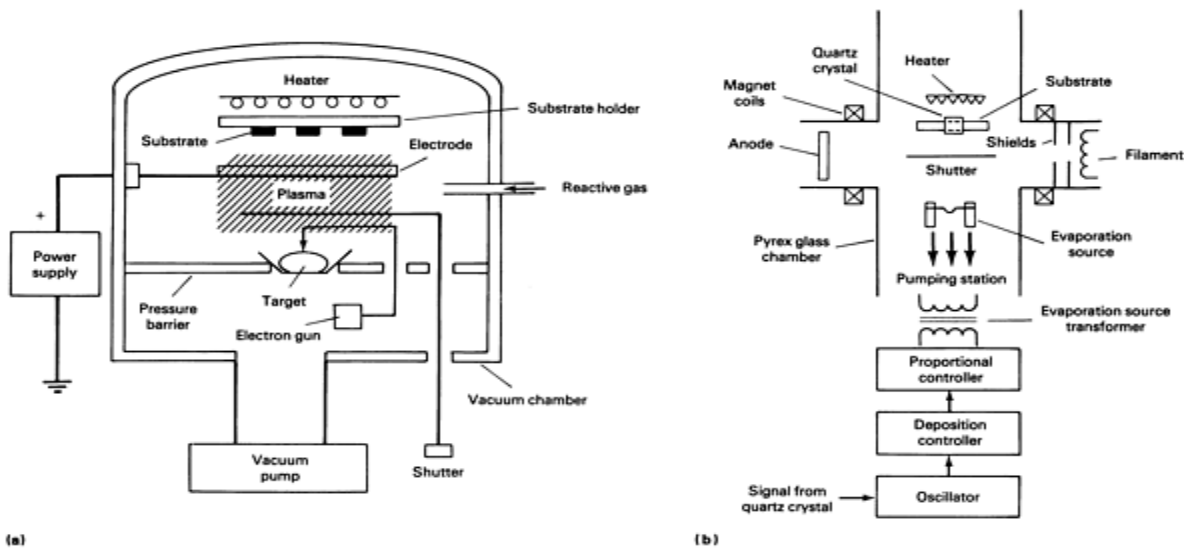 Heater
Substrate holder
Substrate
Electrode
Plasma
Reactive gas
+
Power
supply
Target
Pressure
barrier
Electron gun
Vacuum chamber
Vacuum
pump
Shutter
(a)
Quartz
crystal
Heater
Magnet
coils
Substrate
Anode
Shields
Filament
Shutter
Pyrex glass
chamber
Evaporation
source
Pumping station
Evaporation source
transformer
Proportional
controller
Deposition
controller
Signal from
quartz crystal
Oscillator
(b)